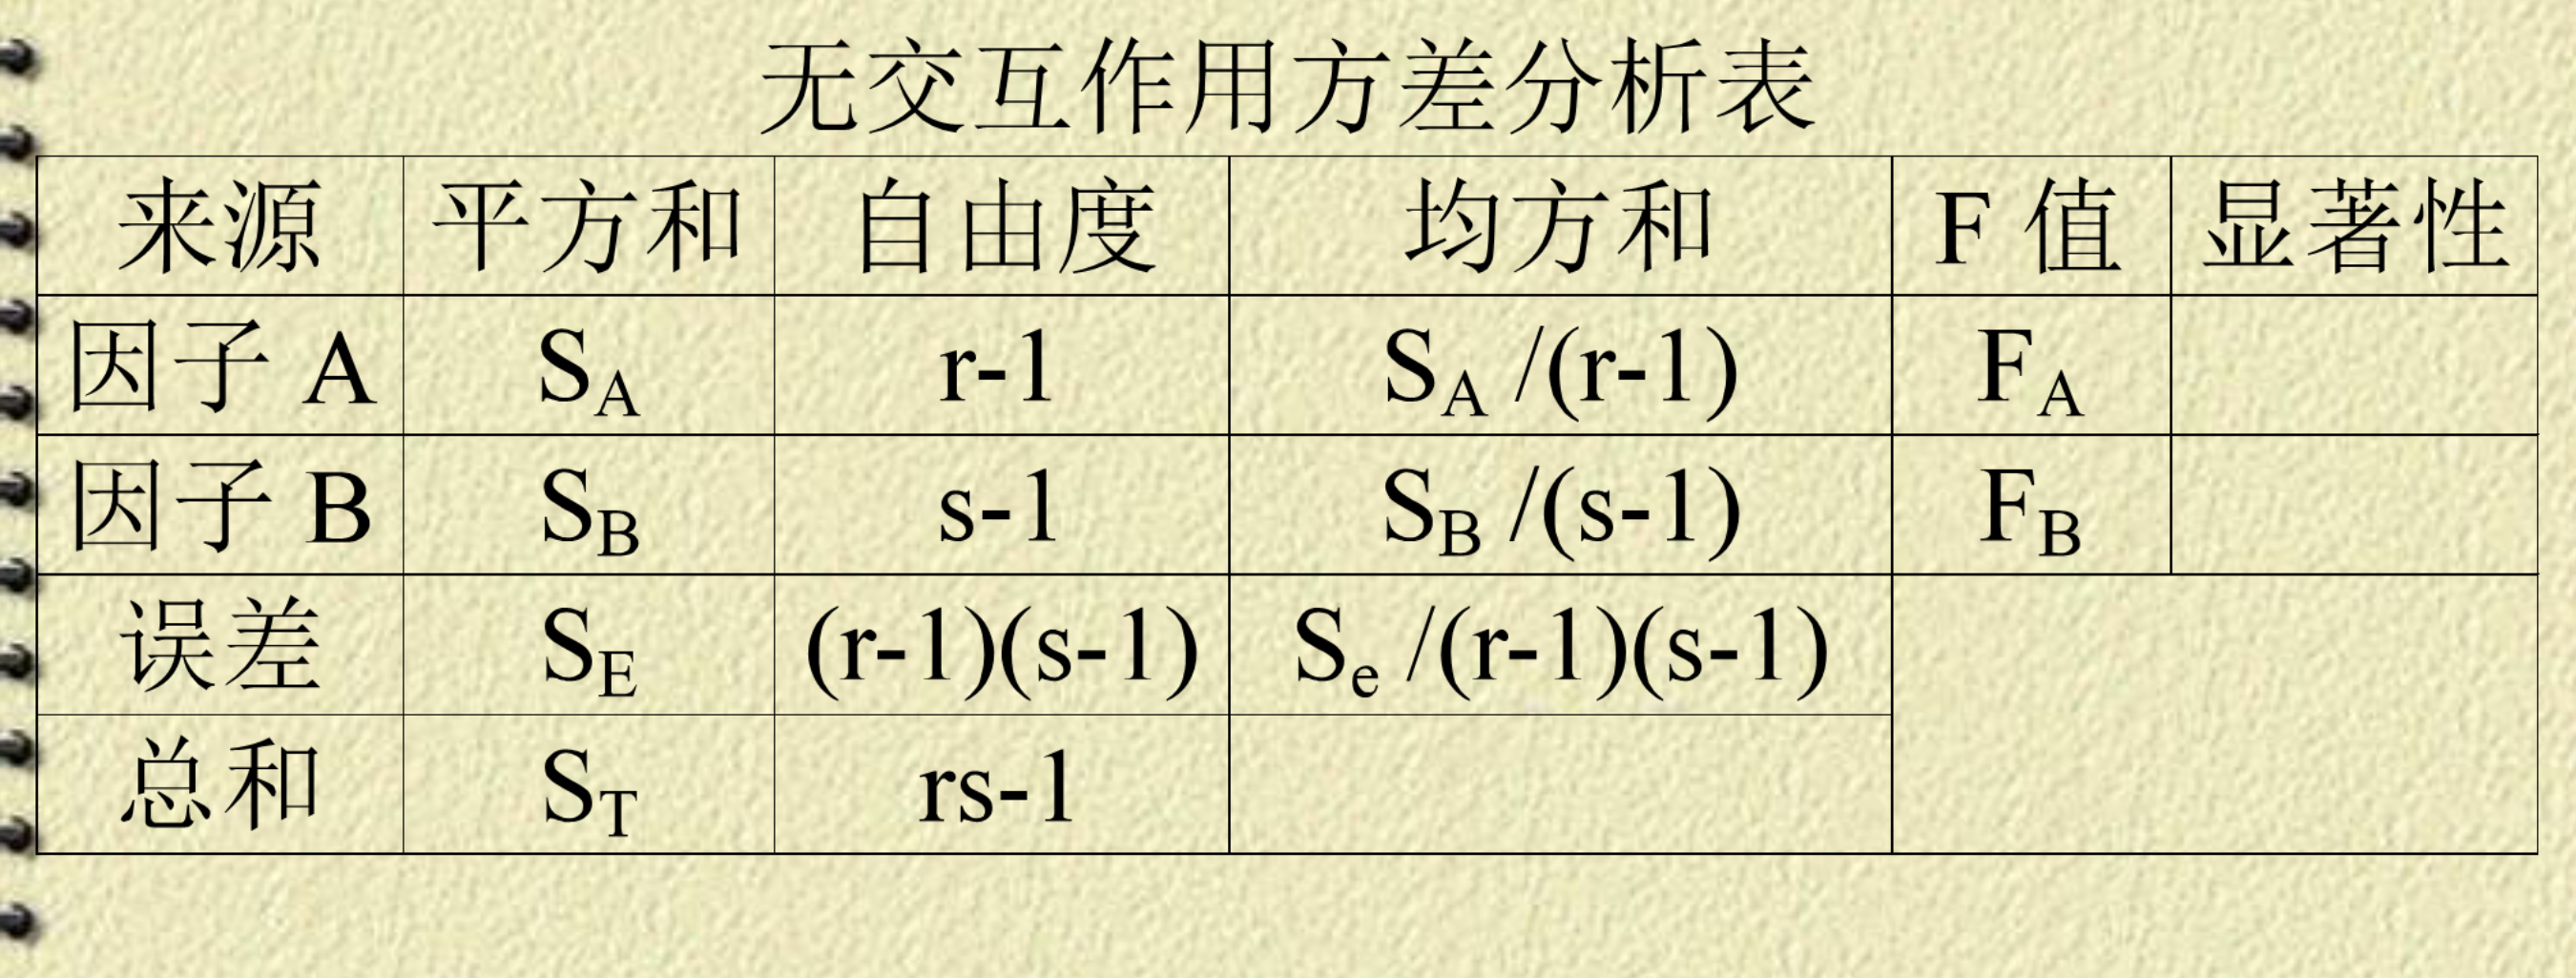 无交互作用方差分析表
来源 平方和 自由度 均方和 F 值 显著性
因子 A S_A r-1 S_A /(r-1) F_A
因子 B S_B s-1 S_B /(s-1) F_B
误差 S_E (r-1)(s-1) S_e /(r-1)(s-1)
总和 S_T rs-1